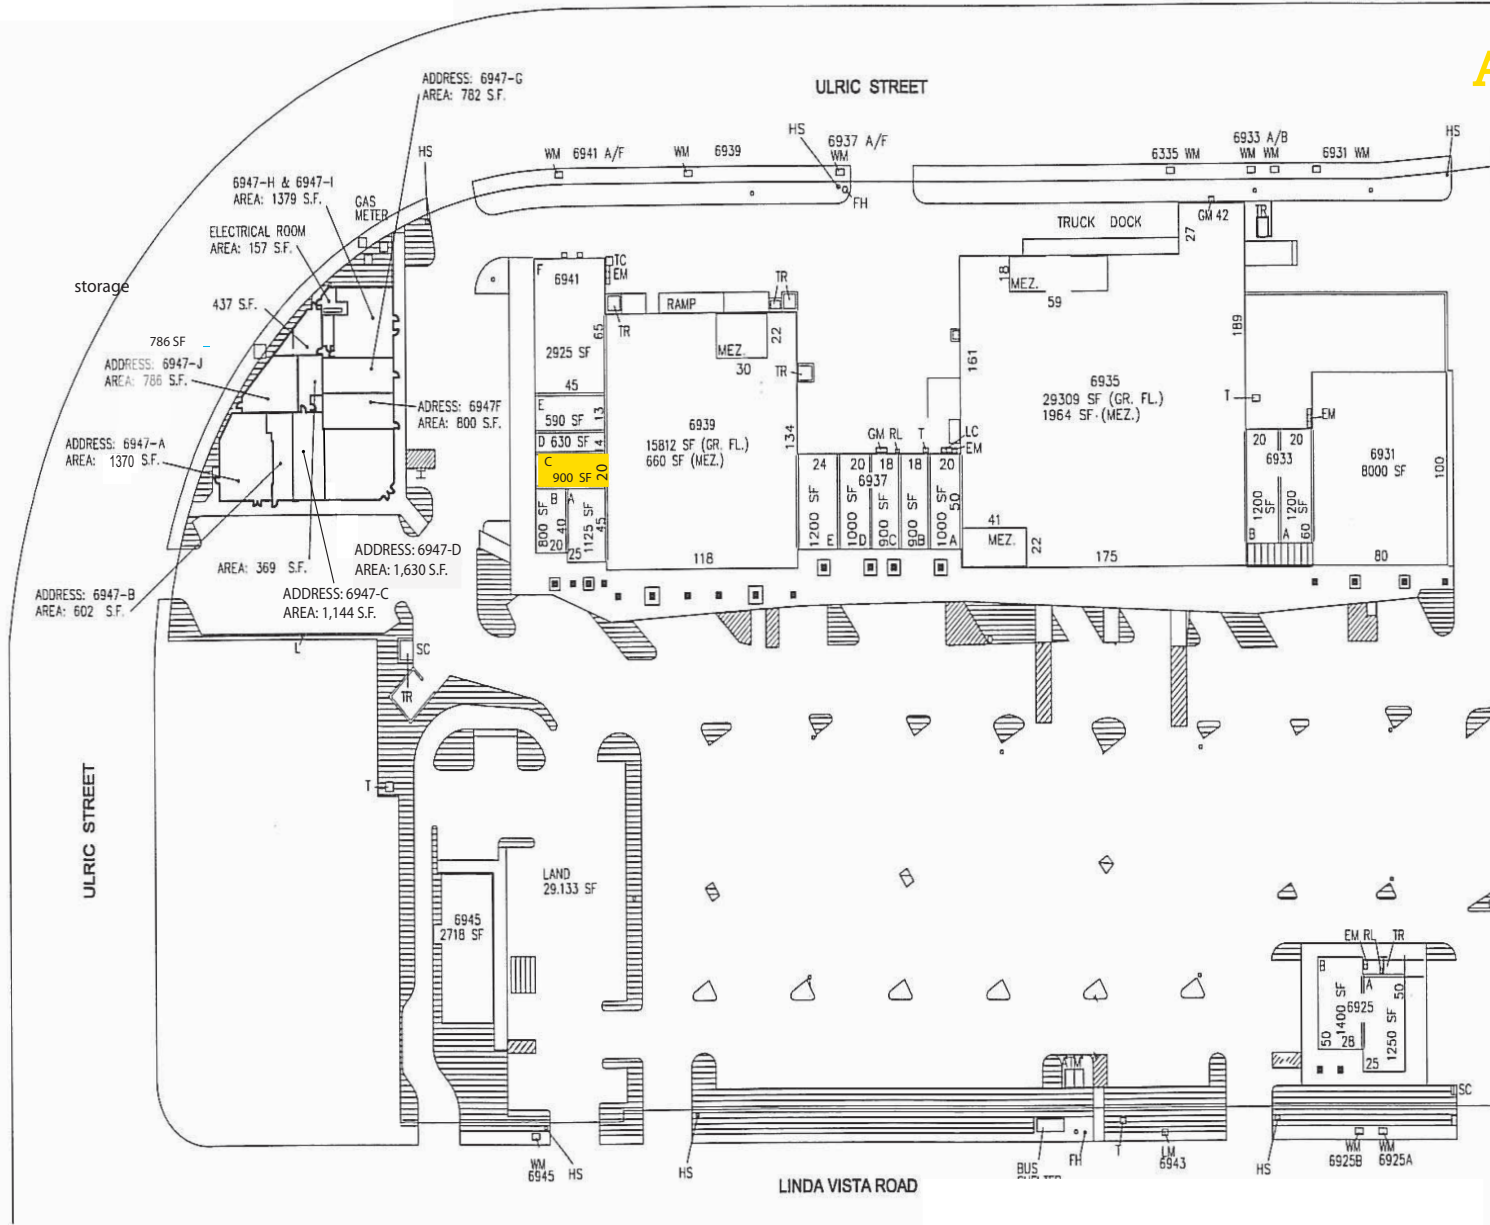 A
ULRIC STREET
ADDRESS: 6947-G
AREA: 782 S.F.
HS
WM 6941 A/F
WM 6939
HS
6937 A/F
WM
FH
6335 WM
6933 A/B
WM WM
6931 WM
HS
6947-H & 6947-I
AREA: 1379 S.F.
GAS
METER
ELECTRICAL ROOM
AREA: 157 S.F.
storage
437 S.F.
786 SF
ADDRESS: 6947-J
AREA: 786 S.F.
ADRESS: 6947F
AREA: 800 S.F.
ADDRESS: 6947-A
AREA: 1370 S.F.
AREA: 369 S.F.
ADDRESS: 6947-D
AREA: 1,630 S.F.
ADDRESS: 6947-B
AREA: 602 S.F.
ADDRESS: 6947-C
AREA: 1,144 S.F.
F
6941
TC
EM
65
2925 SF
45
E
590 SF
13
D 630 SF
14
C
900 SF
20
B
800 SF
40
20
A
1125 SF
45
25
TR
RAMP
TR
MEZ.
22
30
TR
6939
15812 SF (GR. FL.)
660 SF (MEZ.)
134
118
TRUCK DOCK
GM 42
TR
27
18
MEZ.
59
189
161
6935
29309 SF (GR. FL.)
1964 SF (MEZ.)
T
EM
GM RL
T
LC
EM
24
20
18
18
20
6937
1200 SF
E
1000 SF
D
900 SF
C
900 SF
B
1000 SF
A
50
41
MEZ.
22
175
20
20
6933
1200 SF
B
1200 SF
A
60
6931
8000 SF
100
80
L
SC
TR
T
ULRIC STREET
LAND
29.133 SF
6945
2718 SF
EM RL
TR
B
A
6925
1400 SF
50
28
1250 SF
50
25
ATM
SC
WM
6945
HS
HS
BUS
FH
T
LM
6943
HS
WM
6925B
WM
6925A
LINDA VISTA ROAD